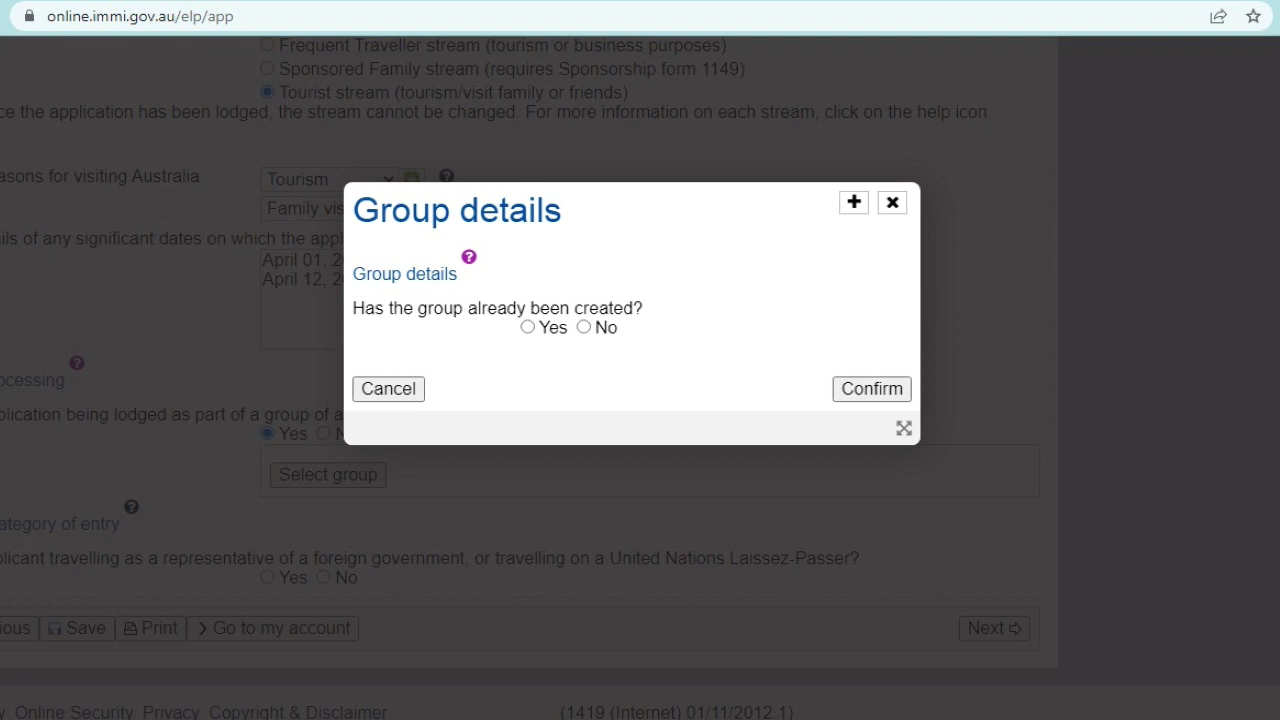 online.immi.gov.au/elp/app
Frequent Traveller stream (tourism or business purposes)
Sponsored Family stream (requires Sponsorship form 1149)
Tourist stream (tourism/visit family or friends)
ce the application has been lodged, the stream cannot be changed. For more information on each stream, click on the help icon
asons for visiting Australia
Tourism
Family vis
Group details
ils of any significant dates on which the appl
April 01, 2
April 12, 2
Group details
Has the group already been created?
Yes No
ocessing
Cancel
Confirm
plication being lodged as part of a group of a
Yes N
Select group
ategory of entry
plicant travelling as a representative of a foreign government, or travelling on a United Nations Laissez-Passer?
Yes No
ious Save Print Go to my account Next
y Online Security Privacy Copyright & Disclaimer (1419 (Internet) 01/11/2012.1)